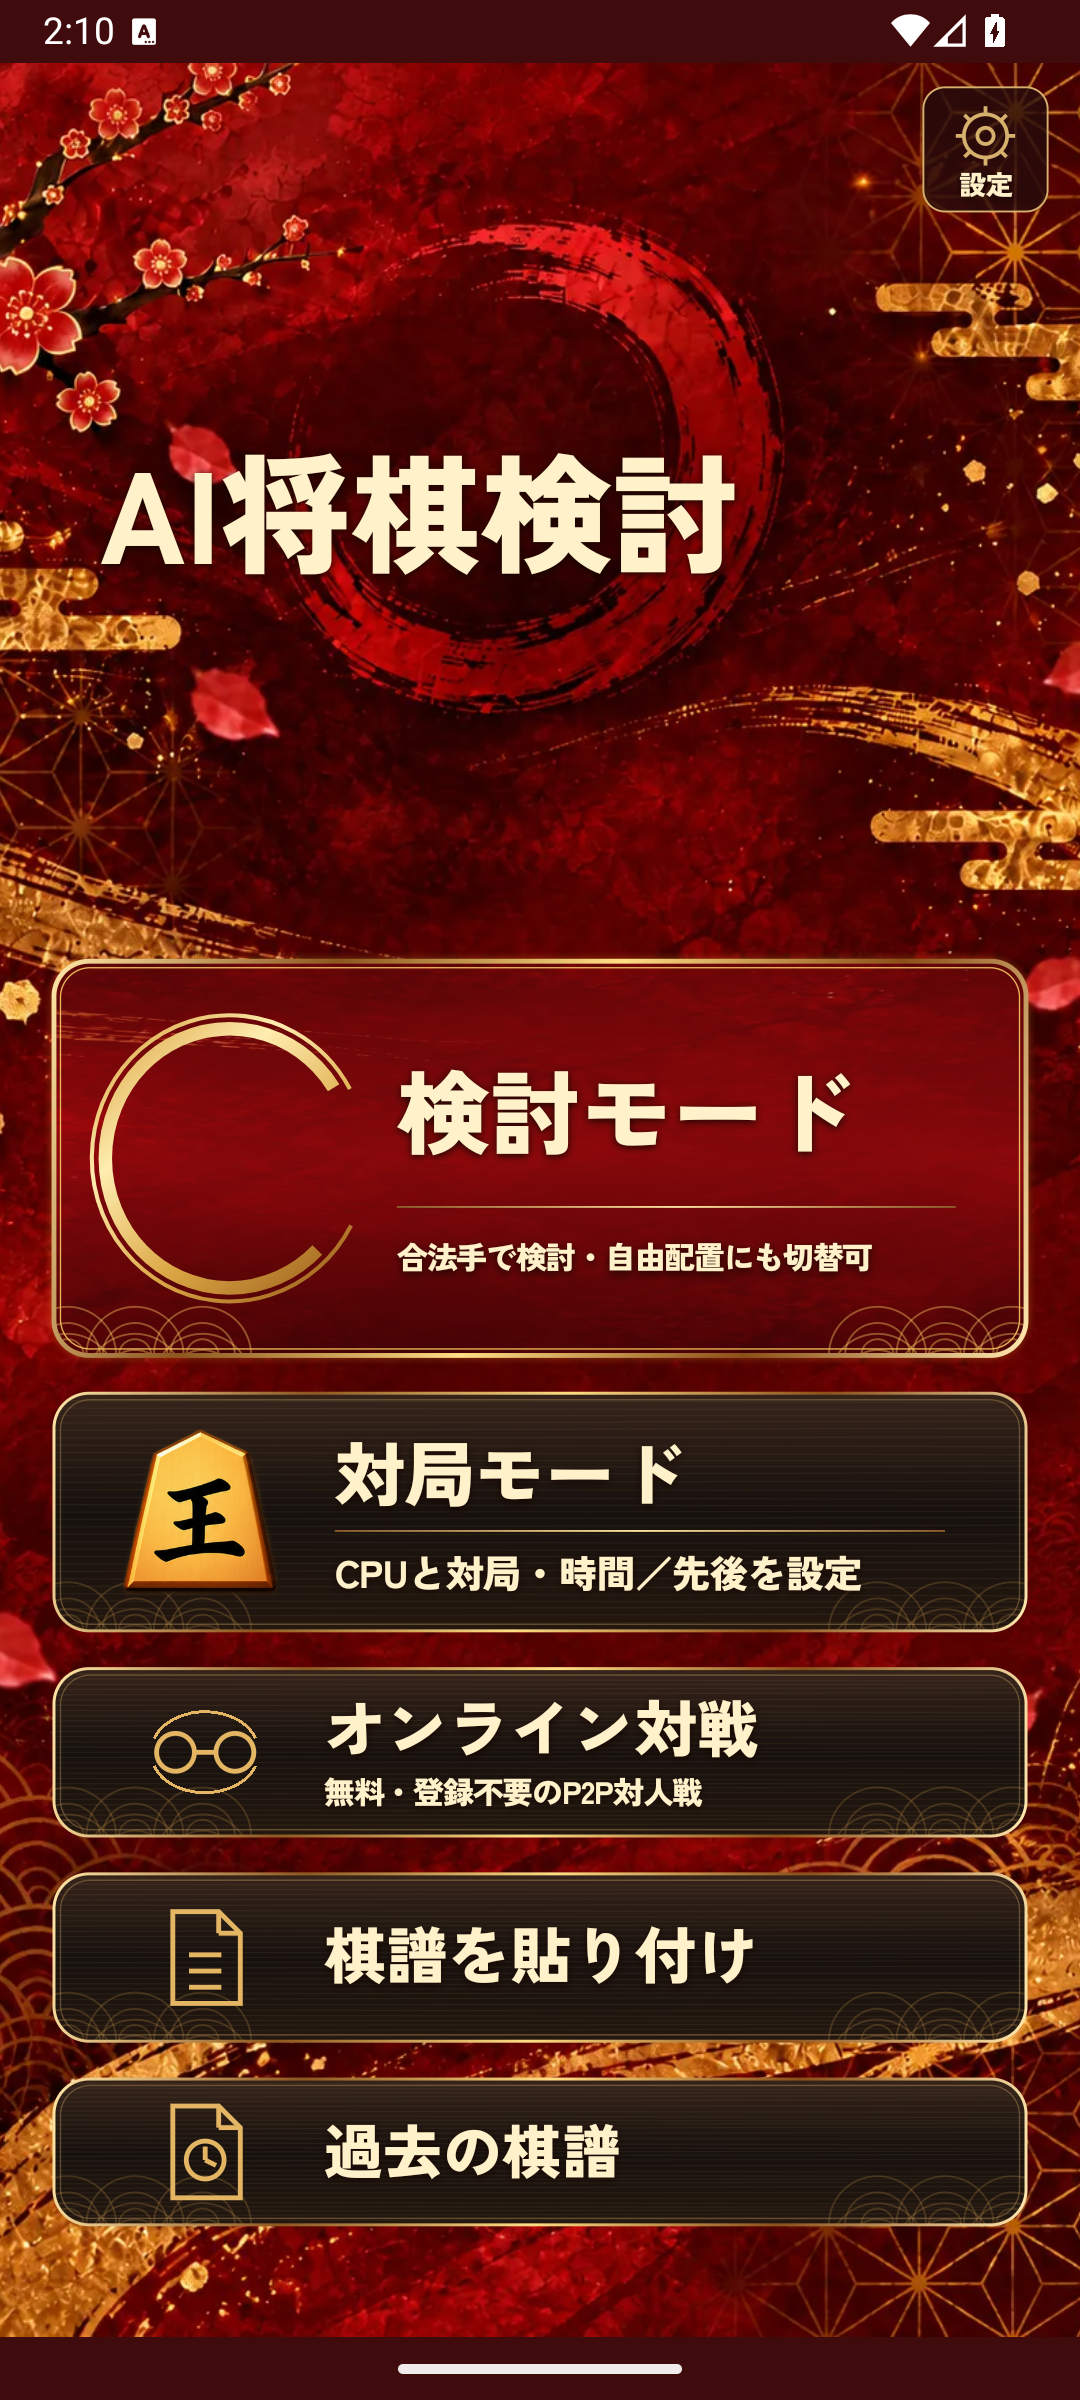 2:10
A
設定
AI将棋検討
検討モード
合法手で検討・自由配置にも切替可
王
対局モード
CPUと対局・時間／先後を設定
オンライン対戦
無料・登録不要のP2P対人戦
棋譜を貼り付け
過去の棋譜